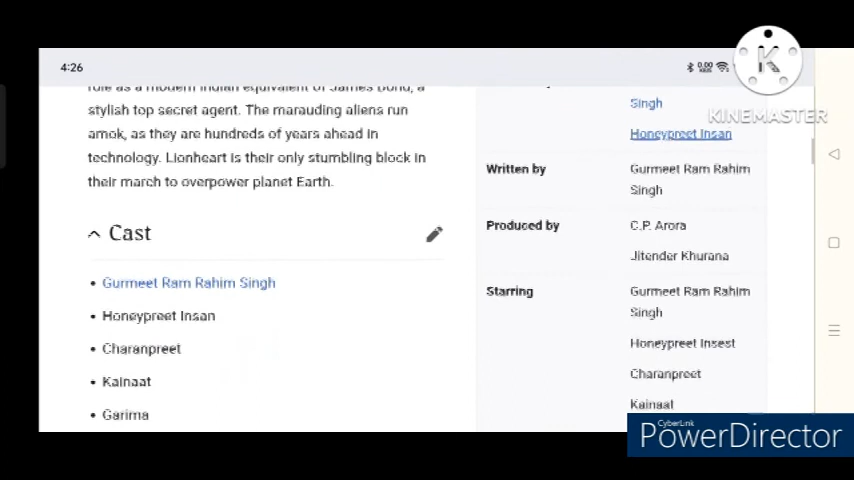 4:26
0.00
KINEMASTER
role as a modern Indian equivalent of James Bond, a
stylish top secret agent. The marauding aliens run
amok, as they are hundreds of years ahead in
technology. Lionheart is their only stumbling block in
their march to overpower planet Earth.
Cast
• Gurmeet Ram Rahim Singh
• Honeypreet Insan
• Charanpreet
• Kainaat
• Garima
Singh
Honeypreet Insan
Written by
Gurmeet Ram Rahim
Singh
Produced by
C.P. Arora
Jitender Khurana
Starring
Gurmeet Ram Rahim
Singh
Honeypreet Insest
Charanpreet
Kainaat
CyberLink
PowerDirector